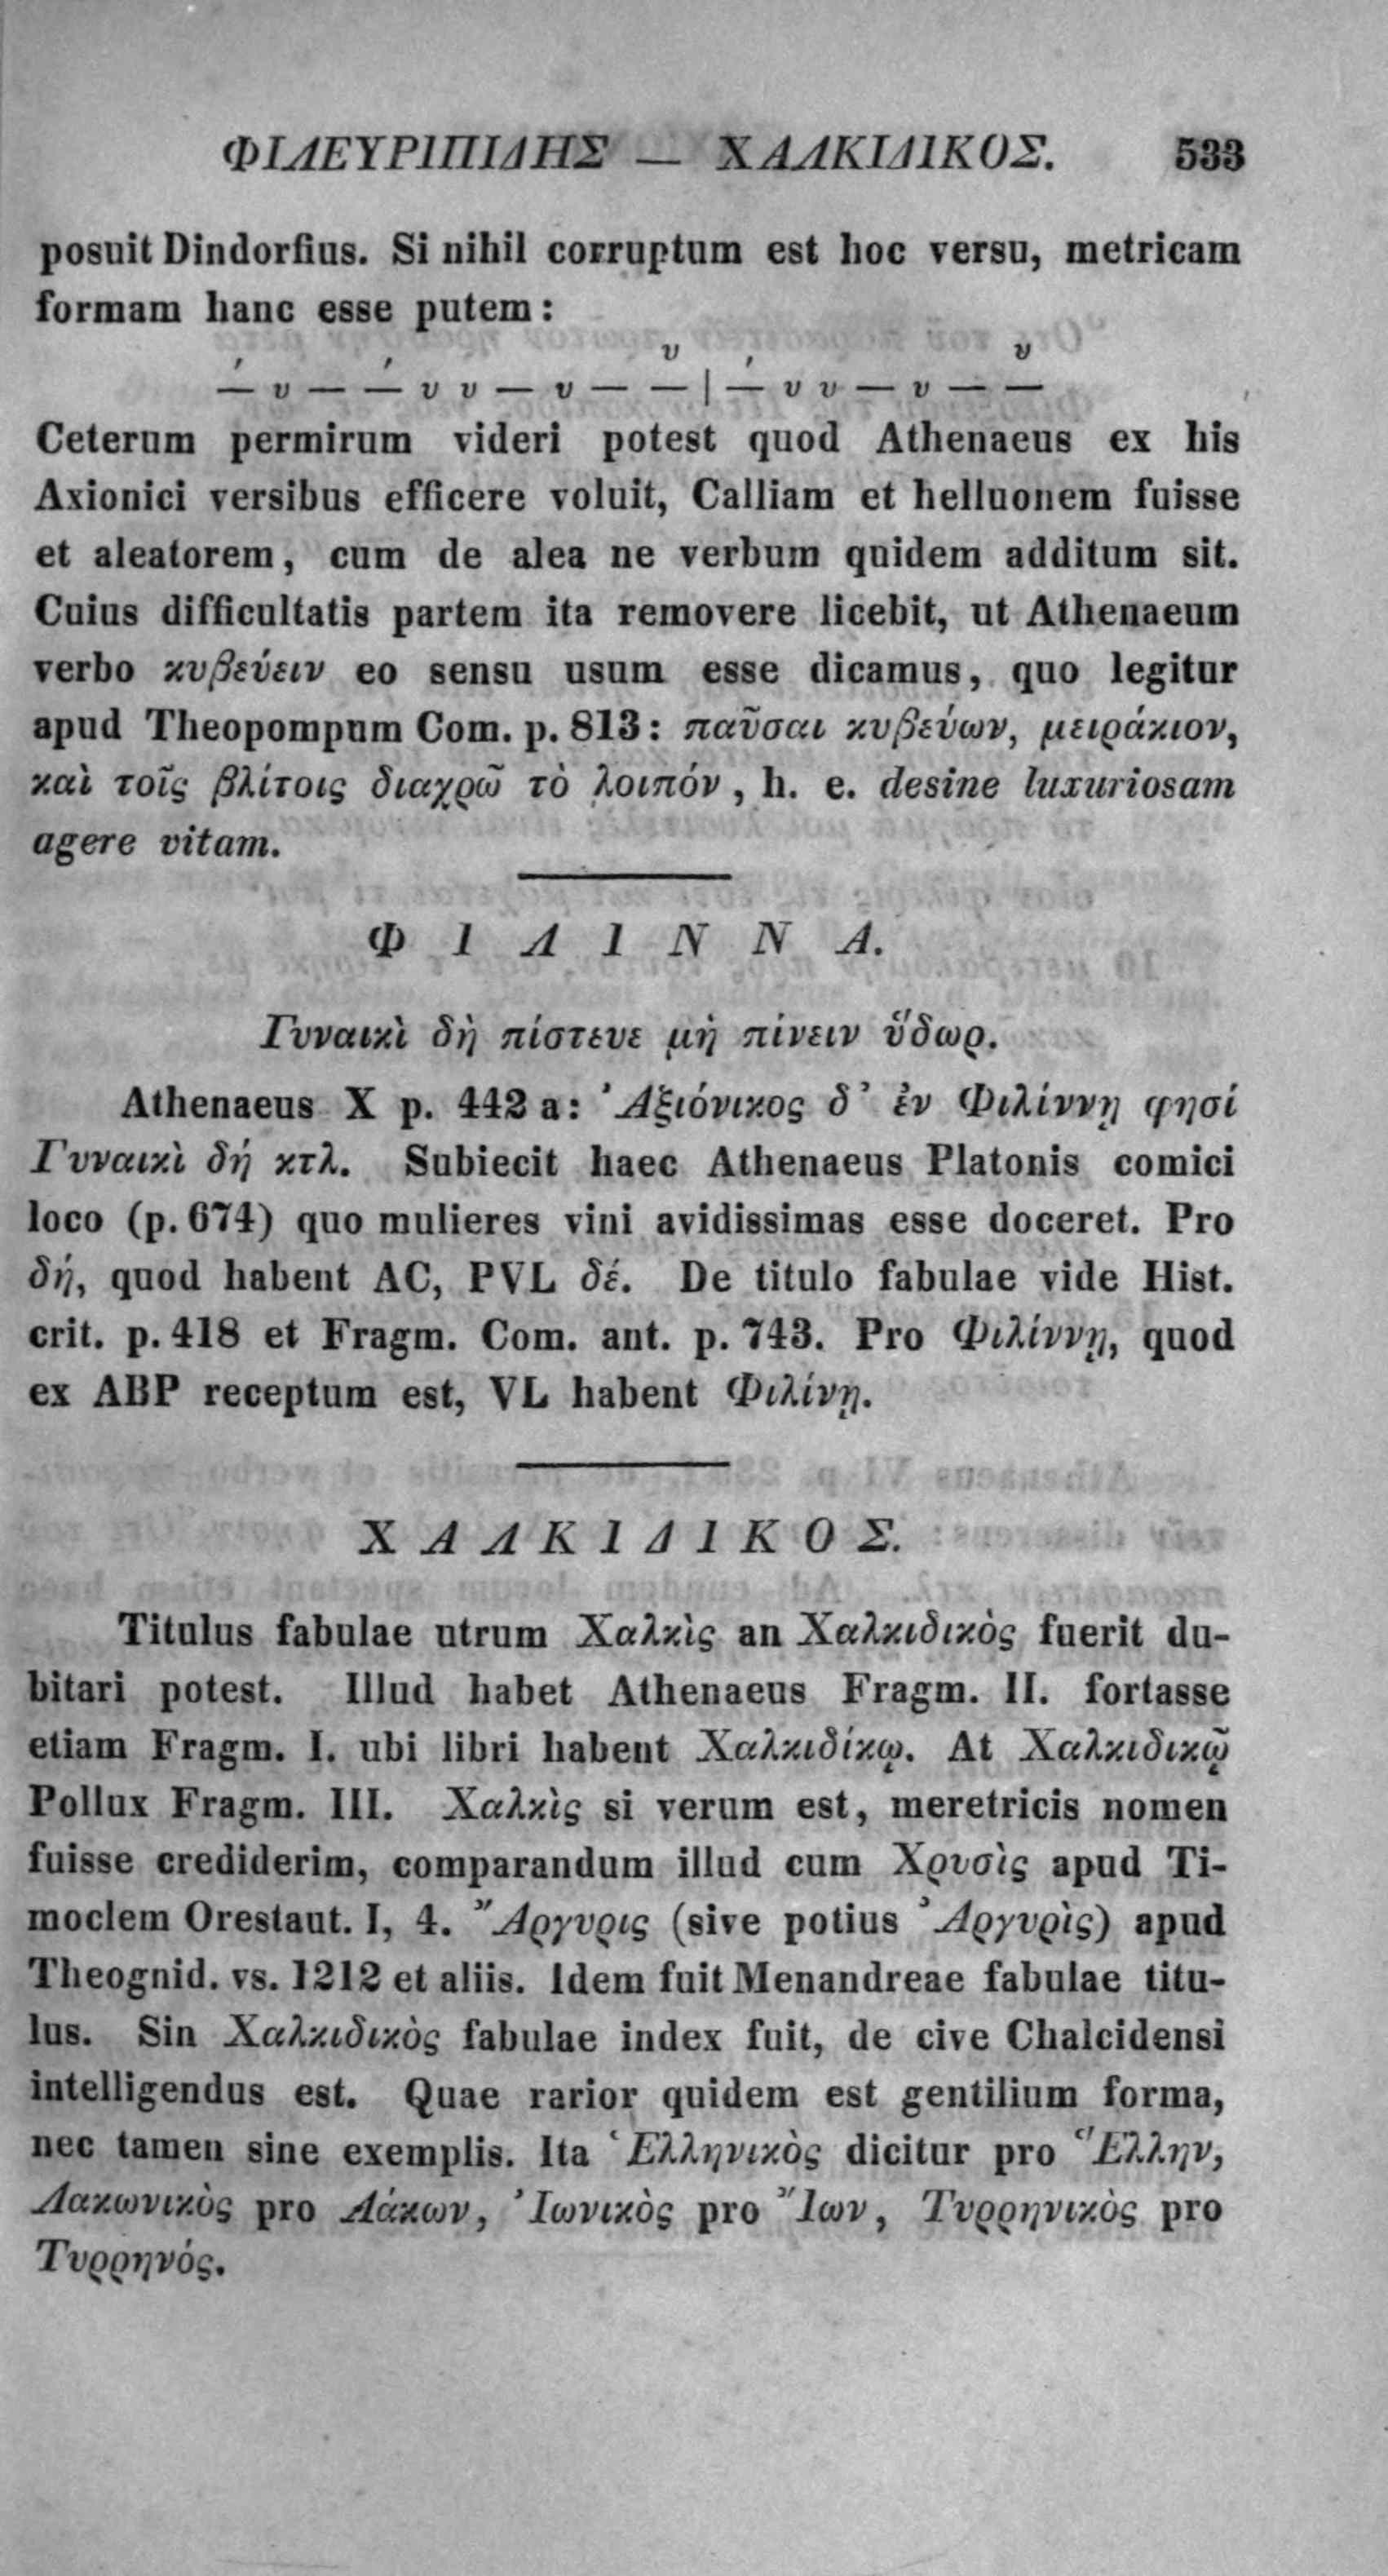 ΦΙΛΕΥΡΙΠΙΔΗΣ — ΧΑΛΚΙΔΙΚΟΣ. 533
posuit Dindorfius. Si nihil corruptum est hoc versu, metricam
formam hanc esse putem:
′ ′ υ ′ υ
— υ — — υ υ — υ — — | — υ υ — υ — —
Ceterum permirum videri potest quod Athenaeus ex his
Axionici versibus efficere voluit, Calliam et helluonem fuisse
et aleatorem, cum de alea ne verbum quidem additum sit.
Cuius difficultatis partem ita removere licebit, ut Athenaeum
verbo κυβεύειν eo sensu usum esse dicamus, quo legitur
apud Theopompum Com. p. 813: παῦσαι κυβεύων, μειράκιον,
καὶ τοῖς βλίτοις διαχρῶ τὸ λοιπόν, h. e. desine luxuriosam
agere vitam.
ΦΙΛΙΝΝΑ.
Γυναικὶ δὴ πίστευε μὴ πίνειν ὕδωρ.
Athenaeus X p. 442 a: Ἀξιόνικος δ᾽ ἐν Φιλίννῃ φησί
Γυναικὶ δή κτλ. Subiecit haec Athenaeus Platonis comici
loco (p. 674) quo mulieres vini avidissimas esse doceret. Pro
δή, quod habent AC, PVL δέ. De titulo fabulae vide Hist.
crit. p. 418 et Fragm. Com. ant. p. 743. Pro Φιλίννῃ, quod
ex ABP receptum est, VL habent Φιλίνῃ.
ΧΑΛΚΙΔΙΚΟΣ.
Titulus fabulae utrum Χαλκὶς an Χαλκιδικὸς fuerit du-
bitari potest. Illud habet Athenaeus Fragm. II. fortasse
etiam Fragm. I. ubi libri habent Χαλκιδίκῳ. At Χαλκιδικῷ
Pollux Fragm. III. Χαλκὶς si verum est, meretricis nomen
fuisse crediderim, comparandum illud cum Χρυσὶς apud Ti-
moclem Orestaut. I, 4. Ἄργυρις (sive potius Ἀργυρὶς) apud
Theognid. vs. 1212 et aliis. Idem fuit Menandreae fabulae titu-
lus. Sin Χαλκιδικὸς fabulae index fuit, de cive Chalcidensi
intelligendus est. Quae rarior quidem est gentilium forma,
nec tamen sine exemplis. Ita Ἑλληνικὸς dicitur pro Ἕλλην,
Λακωνικὸς pro Λάκων, Ἰωνικὸς pro Ἴων, Τυρρηνικὸς pro
Τυρρηνός.